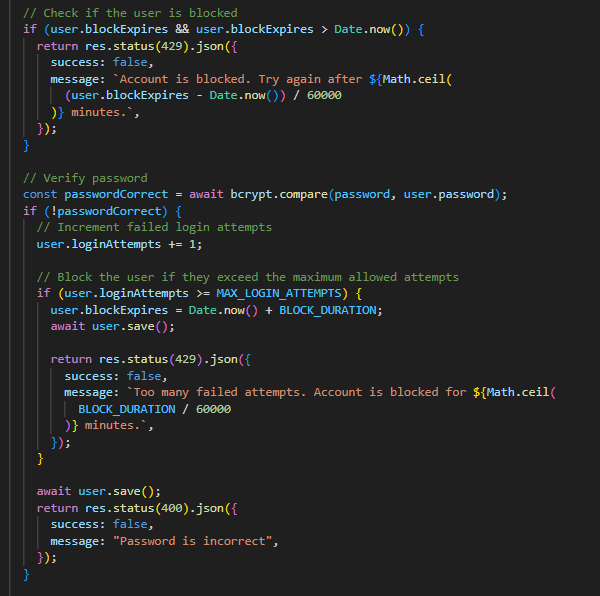 // Check if the user is blocked
if (user.blockExpires && user.blockExpires > Date.now()) {
return res.status(429).json({
success: false,
message: `Account is blocked. Try again after ${Math.ceil(
(user.blockExpires - Date.now()) / 60000
)} minutes.`,
});
}
// Verify password
const passwordCorrect = await bcrypt.compare(password, user.password);
if (!passwordCorrect) {
// Increment failed login attempts
user.loginAttempts += 1;
// Block the user if they exceed the maximum allowed attempts
if (user.loginAttempts >= MAX_LOGIN_ATTEMPTS) {
user.blockExpires = Date.now() + BLOCK_DURATION;
await user.save();
return res.status(429).json({
success: false,
message: `Too many failed attempts. Account is blocked for ${Math.ceil(
BLOCK_DURATION / 60000
)} minutes.`,
});
}
await user.save();
return res.status(400).json({
success: false,
message: "Password is incorrect",
});
}